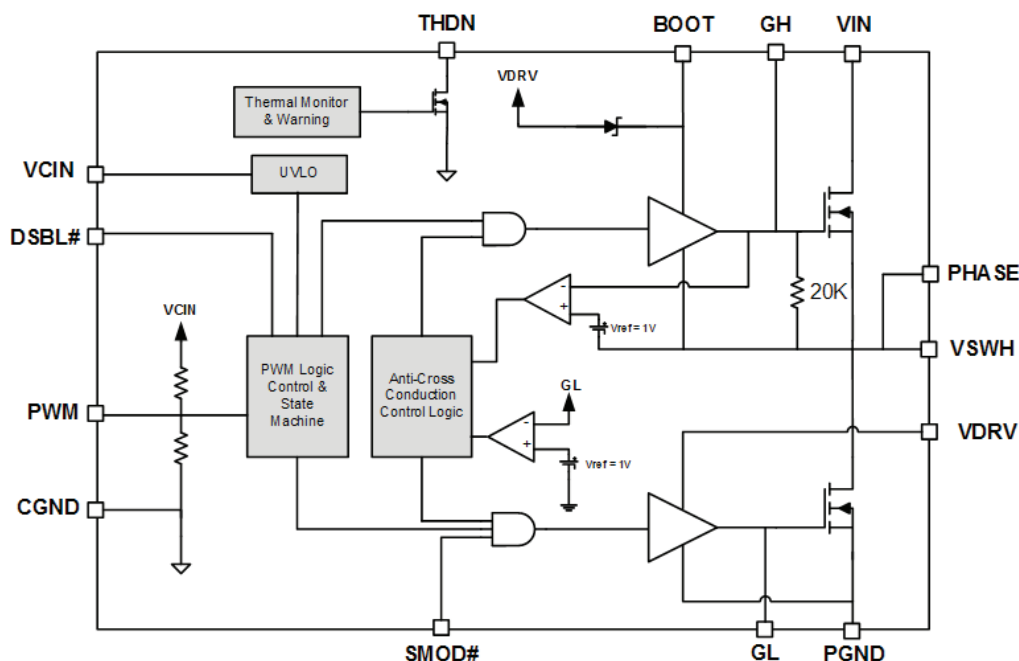 THDN
BOOT
GH
VIN
VDRV
Thermal Monitor
& Warning
VCIN
UVLO
DSBL#
PHASE
20K
VCIN
Vref = 1V
VSWH
PWM Logic
Control &
State
Machine
Anti-Cross
Conduction
Control Logic
GL
PWM
VDRV
Vref = 1V
CGND
SMOD#
GL
PGND